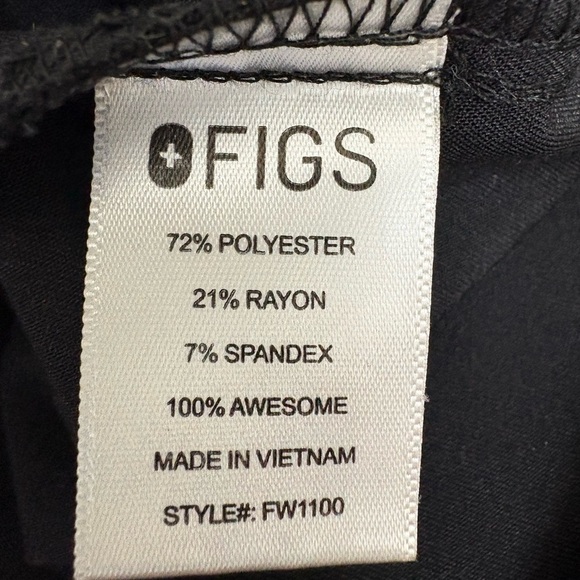 FIGS
72% POLYESTER
21% RAYON
7% SPANDEX
100% AWESOME
MADE IN VIETNAM
STYLE#: FW1100